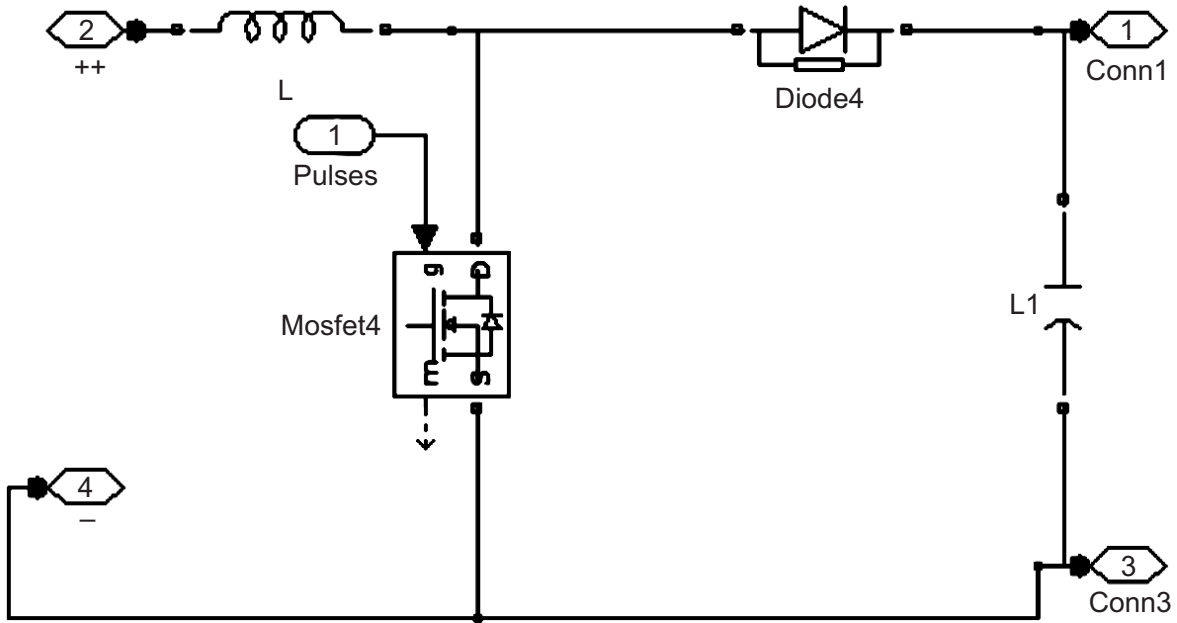 2
++
L
1
Conn1
Diode4
1
Pulses
g
D
Mosfet4
m
S
L1
4
–
3
Conn3